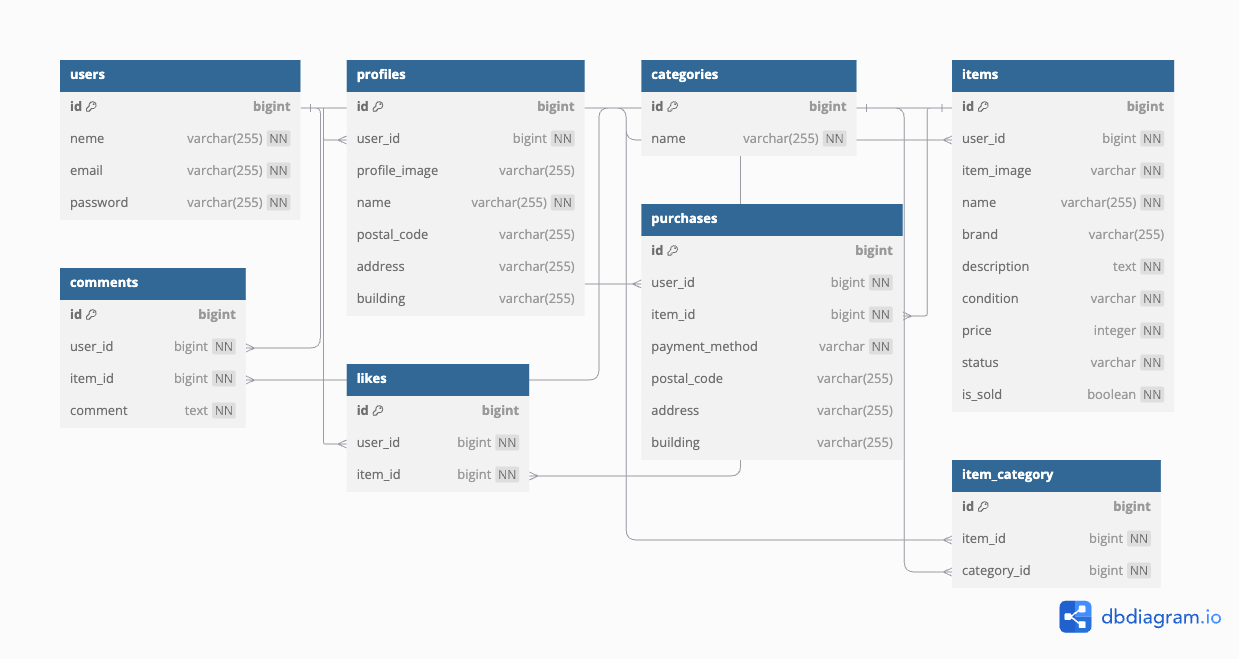 users
id bigint
neme varchar(255) NN
email varchar(255) NN
password varchar(255) NN
comments
id bigint
user_id bigint NN
item_id bigint NN
comment text NN
profiles
id bigint
user_id bigint NN
profile_image varchar(255)
name varchar(255) NN
postal_code varchar(255)
address varchar(255)
building varchar(255)
likes
id bigint
user_id bigint NN
item_id bigint NN
categories
id bigint
name varchar(255) NN
purchases
id bigint
user_id bigint NN
item_id bigint NN
payment_method varchar NN
postal_code varchar(255)
address varchar(255)
building varchar(255)
items
id bigint
user_id bigint NN
item_image varchar NN
name varchar(255) NN
brand varchar(255)
description text NN
condition varchar NN
price integer NN
status varchar NN
is_sold boolean NN
item_category
id bigint
item_id bigint NN
category_id bigint NN
dbdiagram.io